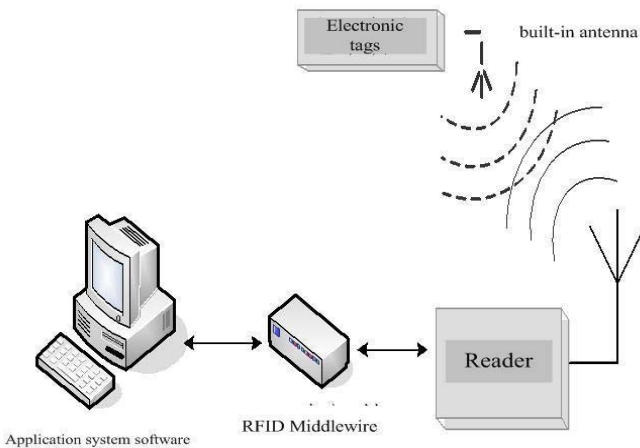 Electronic
tags
built-in antenna
Reader
RFID Middlewire
Application system software